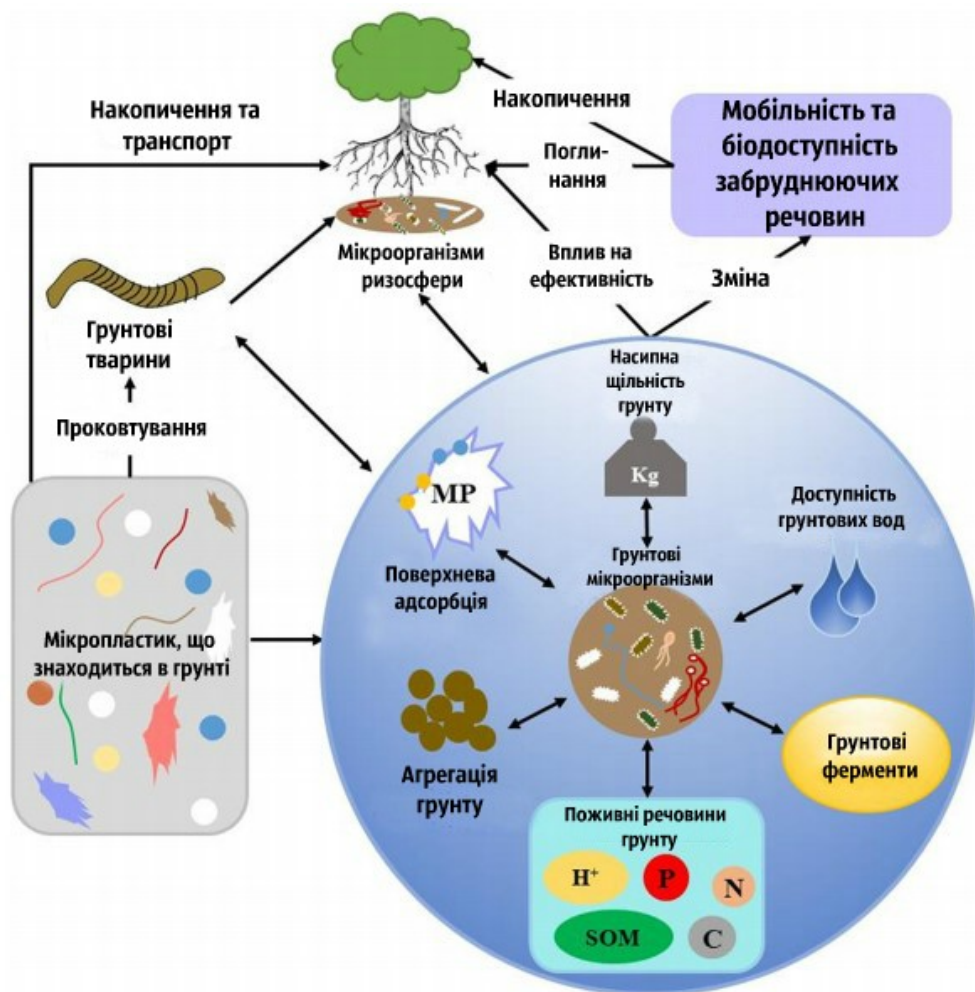 Накопичення та
транспорт
Накопичення
Погли-
нання
Мобільність та
біодоступність
забруднюючих
речовин
Мікроорганізми
ризосфери
Вплив на
ефективність
Зміна
Грунтові
тварини
Проковтування
Мікропластик, що
знаходиться в грунті
Насипна
щільність
грунту
Kg
MP
Поверхнева
адсорбція
Грунтові
мікроорганізми
Доступність
грунтових вод
Агрегація
грунту
Грунтові
ферменти
Поживні речовини
грунту
H⁺
P
N
SOM
C